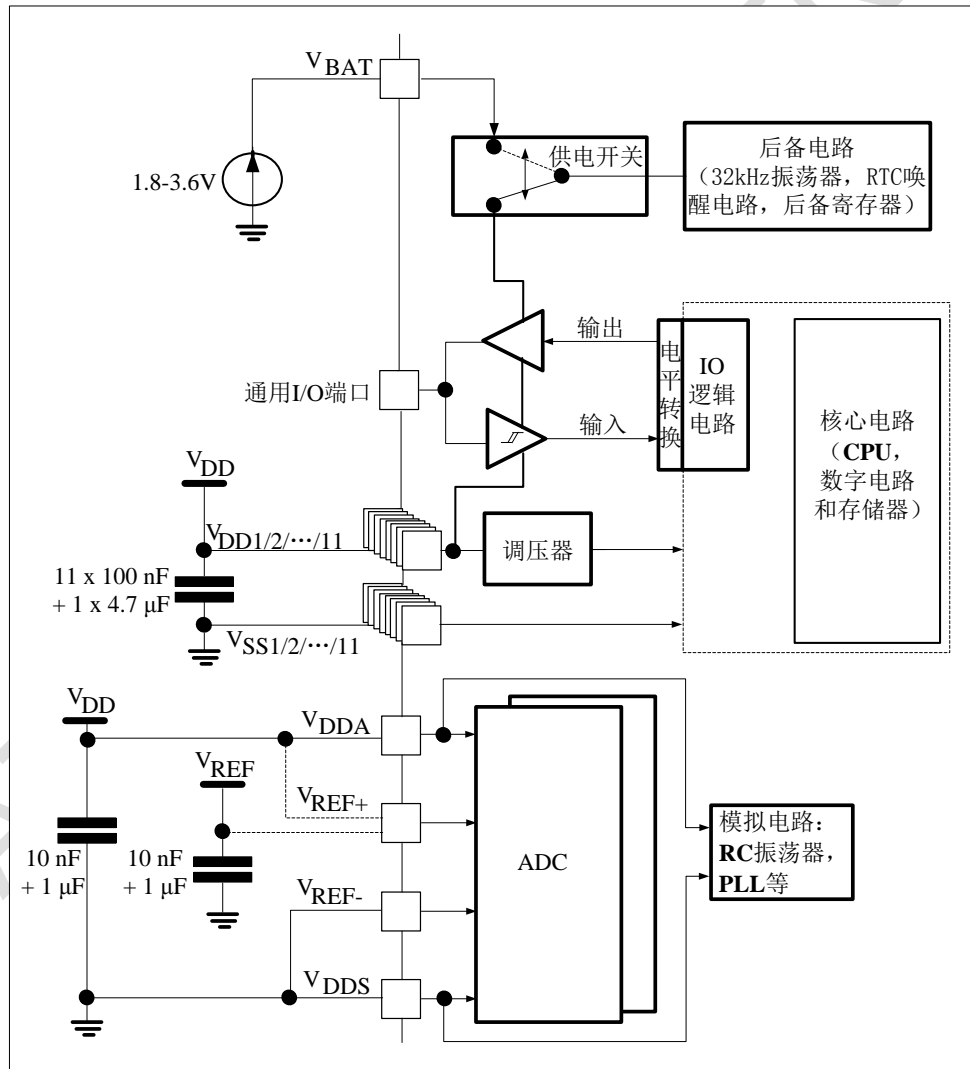 VBAT
1.8-3.6V
供电开关
后备电路
（32kHz振荡器，RTC唤
醒电路，后备寄存器）
输出
通用I/O端口
输入
电平转换
IO
逻辑
电路
核心电路
（CPU，
数字电路
和存储器）
VDD
VDD1/2/…/11
调压器
11 x 100 nF
+ 1 x 4.7 µF
VSS1/2/…/11
VDD
VDDA
VREF
VREF+
10 nF
+ 1 µF
10 nF
+ 1 µF
ADC
模拟电路：
RC振荡器，
PLL等
VREF-
VDDS